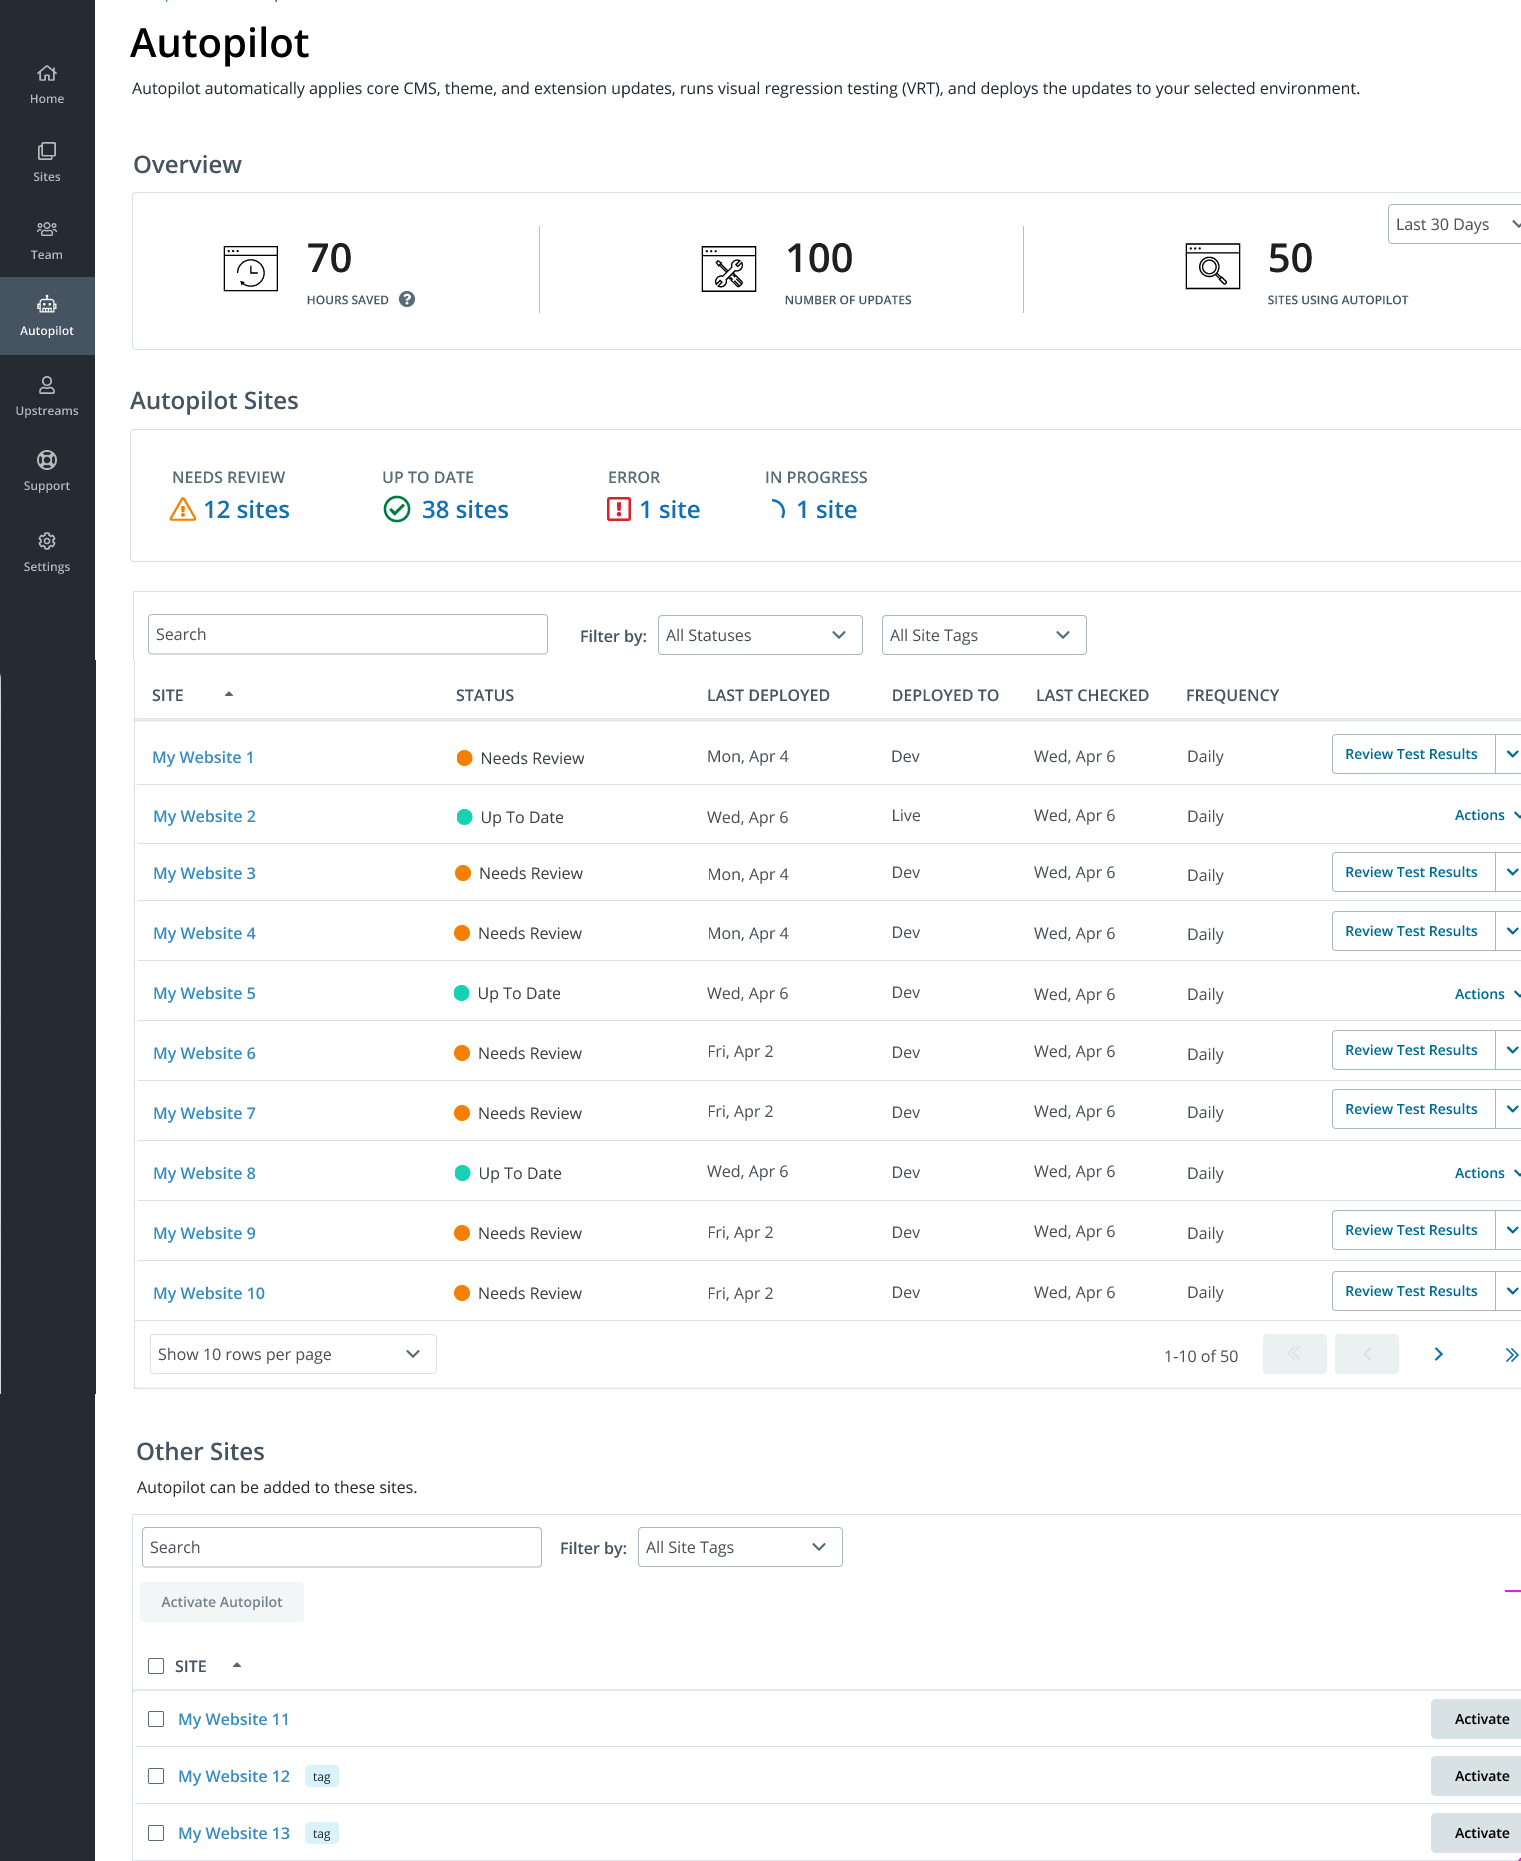 Autopilot
Autopilot automatically applies core CMS, theme, and extension updates, runs visual regression testing (VRT), and deploys the updates to your selected environment.
Home
Sites
Team
Autopilot
Upstreams
Support
Settings
Overview
Last 30 Days
70
HOURS SAVED ?
100
NUMBER OF UPDATES
50
SITES USING AUTOPILOT
Autopilot Sites
NEEDS REVIEW
12 sites
UP TO DATE
38 sites
ERROR
1 site
IN PROGRESS
1 site
Search
Filter by:
All Statuses
All Site Tags
SITE STATUS LAST DEPLOYED DEPLOYED TO LAST CHECKED FREQUENCY
My Website 1 Needs Review Mon, Apr 4 Dev Wed, Apr 6 Daily Review Test Results
My Website 2 Up To Date Wed, Apr 6 Live Wed, Apr 6 Daily Actions
My Website 3 Needs Review Mon, Apr 4 Dev Wed, Apr 6 Daily Review Test Results
My Website 4 Needs Review Mon, Apr 4 Dev Wed, Apr 6 Daily Review Test Results
My Website 5 Up To Date Wed, Apr 6 Dev Wed, Apr 6 Daily Actions
My Website 6 Needs Review Fri, Apr 2 Dev Wed, Apr 6 Daily Review Test Results
My Website 7 Needs Review Fri, Apr 2 Dev Wed, Apr 6 Daily Review Test Results
My Website 8 Up To Date Wed, Apr 6 Dev Wed, Apr 6 Daily Actions
My Website 9 Needs Review Fri, Apr 2 Dev Wed, Apr 6 Daily Review Test Results
My Website 10 Needs Review Fri, Apr 2 Dev Wed, Apr 6 Daily Review Test Results
Show 10 rows per page
1-10 of 50
Other Sites
Autopilot can be added to these sites.
Search
Filter by:
All Site Tags
Activate Autopilot
SITE
My Website 11 Activate
My Website 12 tag Activate
My Website 13 tag Activate